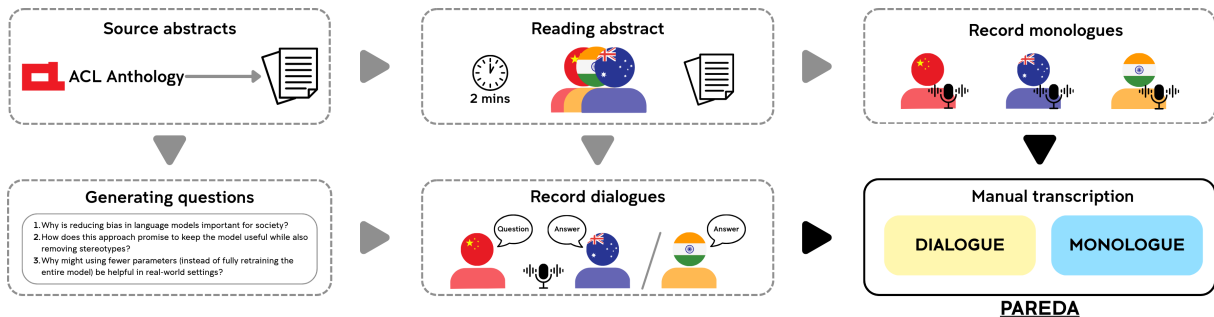 Source abstracts
ACL Anthology
Reading abstract
2 mins
Record monologues
Generating questions
1. Why is reducing bias in language models important for society?
2. How does this approach promise to keep the model useful while also
removing stereotypes?
3. Why might using fewer parameters (instead of fully retraining the
entire model) be helpful in real-world settings?
Record dialogues
Question
Answer
Answer
Manual transcription
DIALOGUE
MONOLOGUE
PAREDA